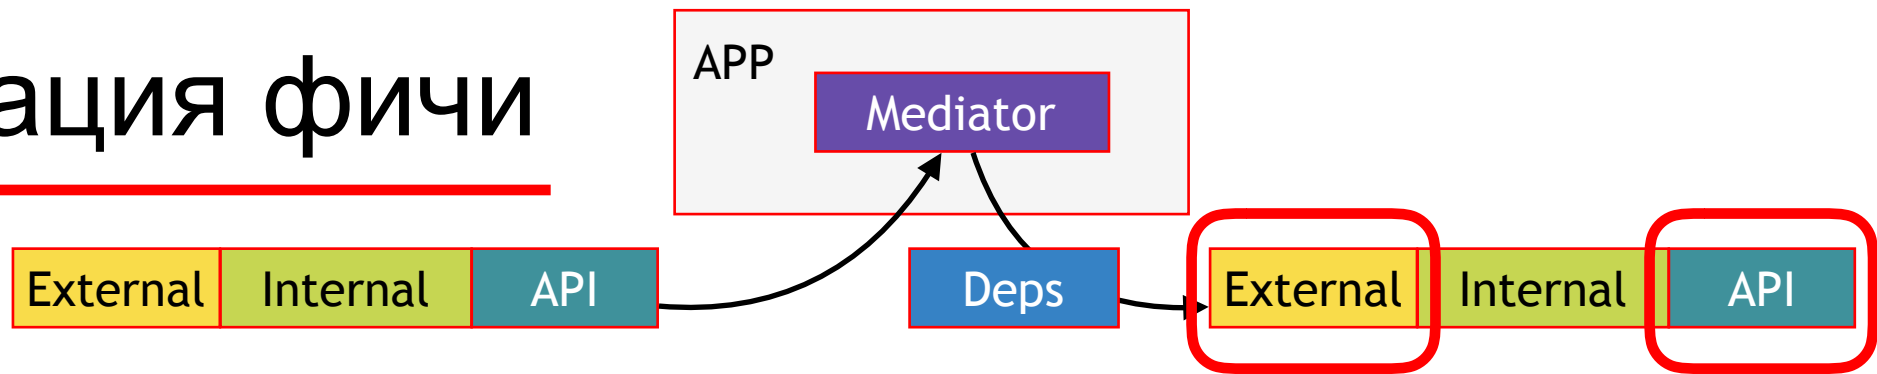 ация фичи
APP
Mediator
External Internal API
Deps
External Internal API